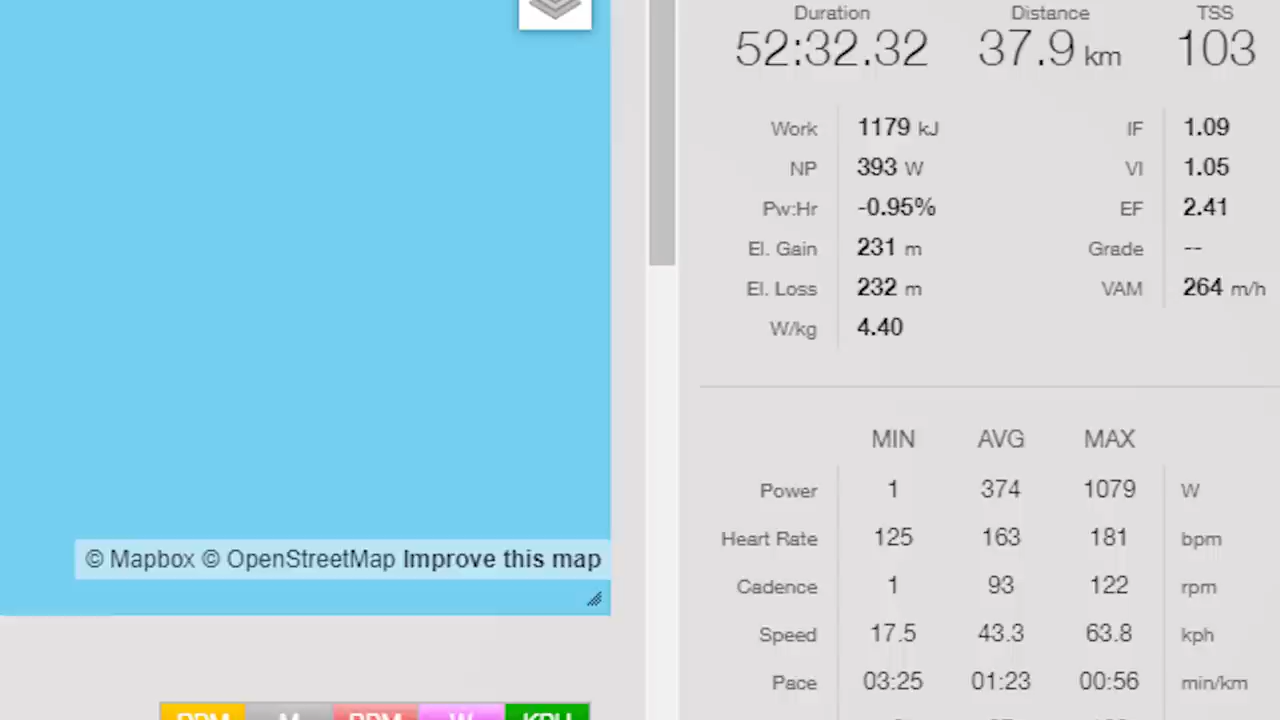 Duration Distance TSS
52:32.32 37.9 km 103
Work 1179 kJ IF 1.09
NP 393 W VI 1.05
Pw:Hr -0.95% EF 2.41
El. Gain 231 m Grade --
El. Loss 232 m VAM 264 m/h
W/kg 4.40
MIN AVG MAX
Power 1 374 1079 W
Heart Rate 125 163 181 bpm
Cadence 1 93 122 rpm
Speed 17.5 43.3 63.8 kph
Pace 03:25 01:23 00:56 min/km
© Mapbox © OpenStreetMap Improve this map
RPM M BPM W KPH